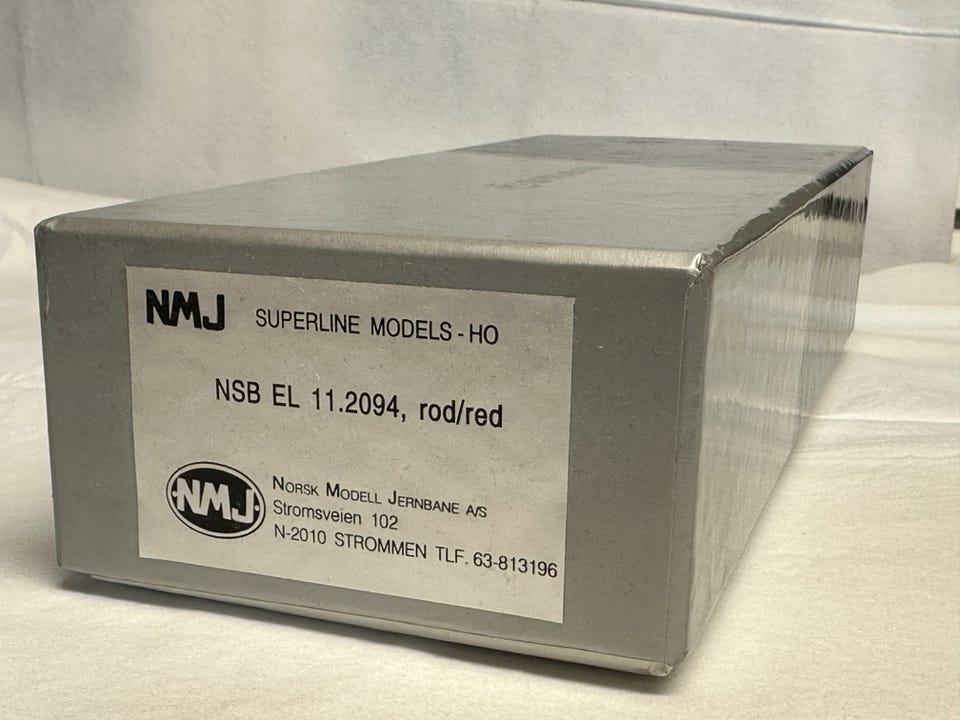 NMJ SUPERLINE MODELS - HO
NSB EL 11.2094, rod/red
NMJ
NORSK MODELL JERNBANE A/S
Stromsveien 102
N-2010 STROMMEN TLF. 63-813196